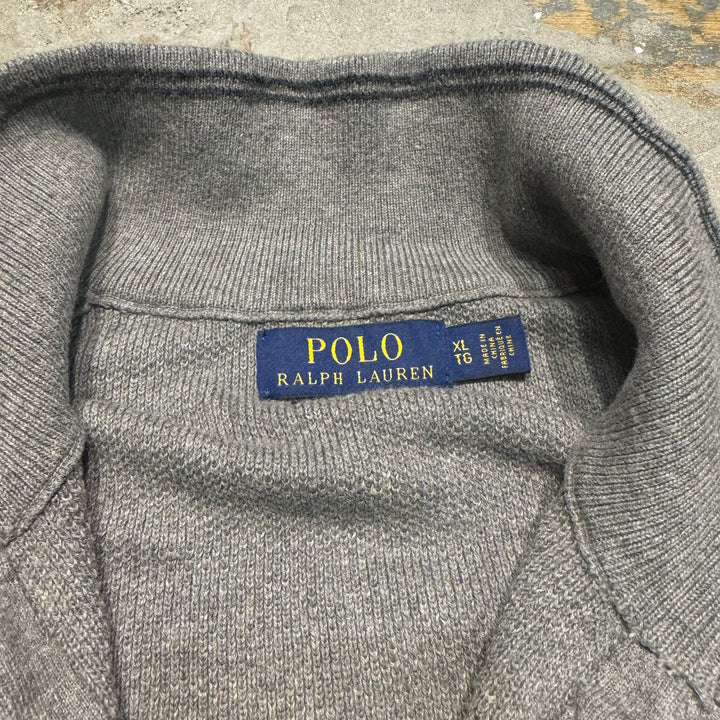 POLO
RALPH LAUREN
XL
TG
MADE IN
CHINA
FABRIQUÉ EN
CHINE